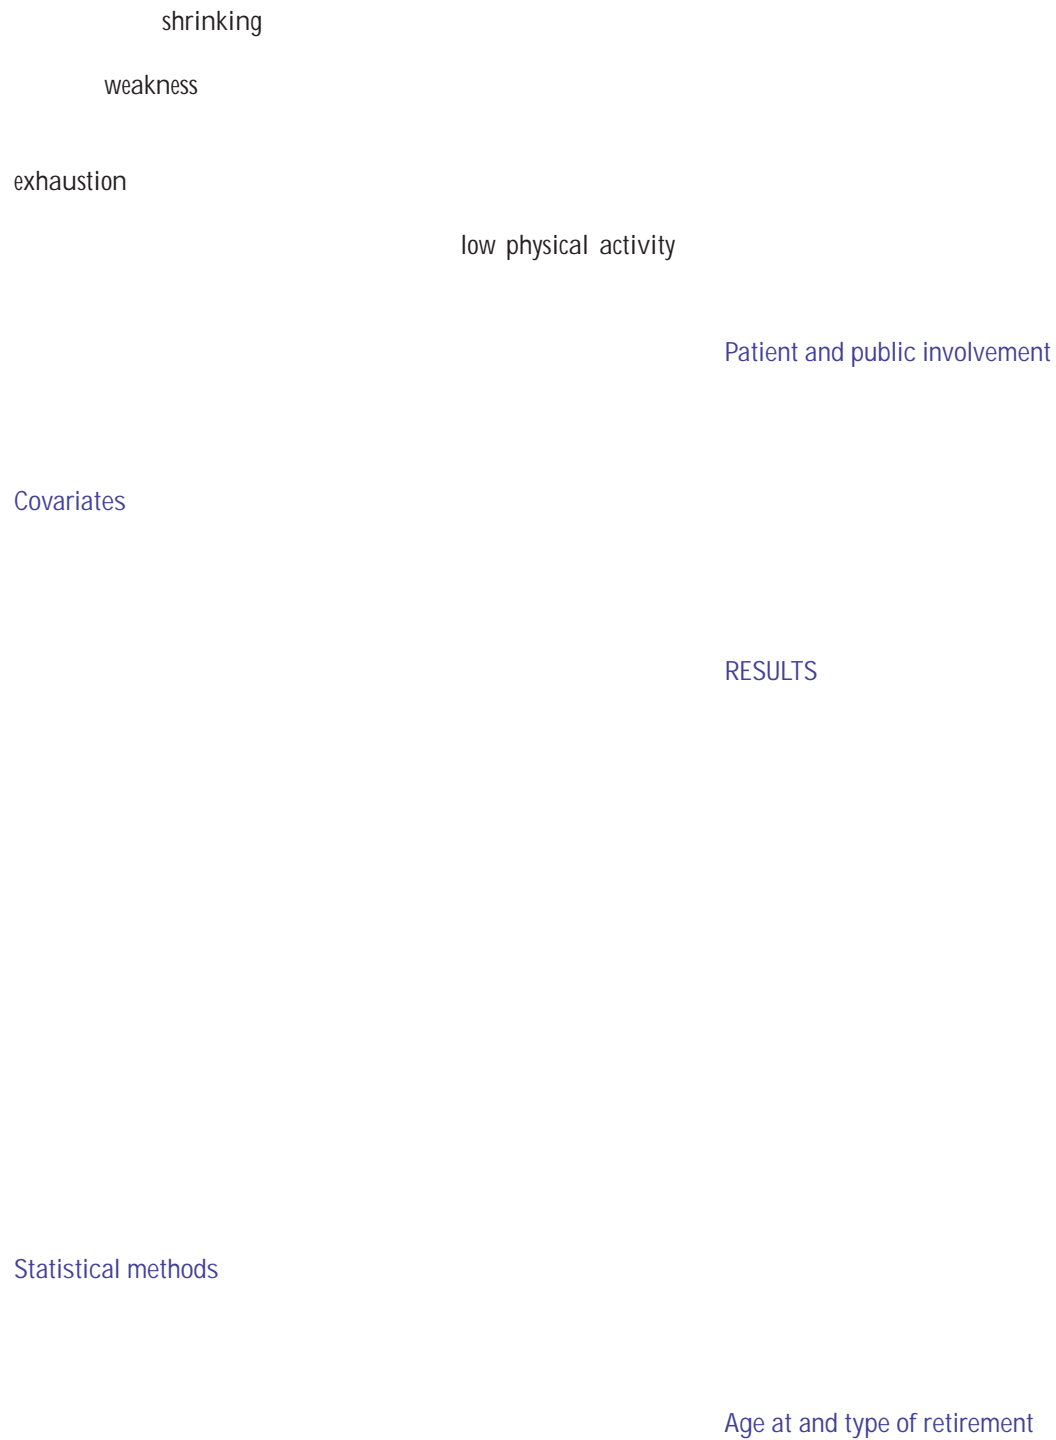 shrinking
weakness
exhaustion
low physical activity
Covariates
Statistical methods
Patient and public involvement
RESULTS
Age at and type of retirement